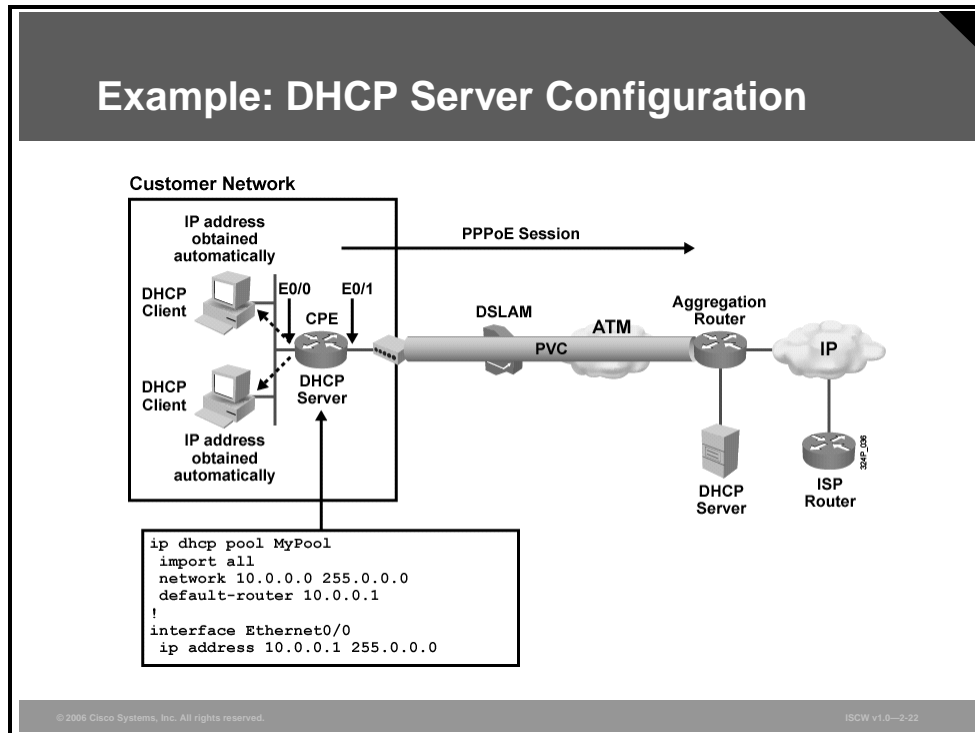 Example: DHCP Server Configuration
Customer Network
IP address
obtained
automatically
PPPoE Session
DHCP
Client
E0/0
E0/1
CPE
DSLAM
ATM
Aggregation
Router
PVC
IP
DHCP
Client
DHCP
Server
IP address
obtained
automatically
DHCP
Server
ISP
Router
324P_036
ip dhcp pool MyPool
 import all
 network 10.0.0.0 255.0.0.0
 default-router 10.0.0.1
!
interface Ethernet0/0
 ip address 10.0.0.1 255.0.0.0
© 2006 Cisco Systems, Inc. All rights reserved.
ISCW v1.0—2-22